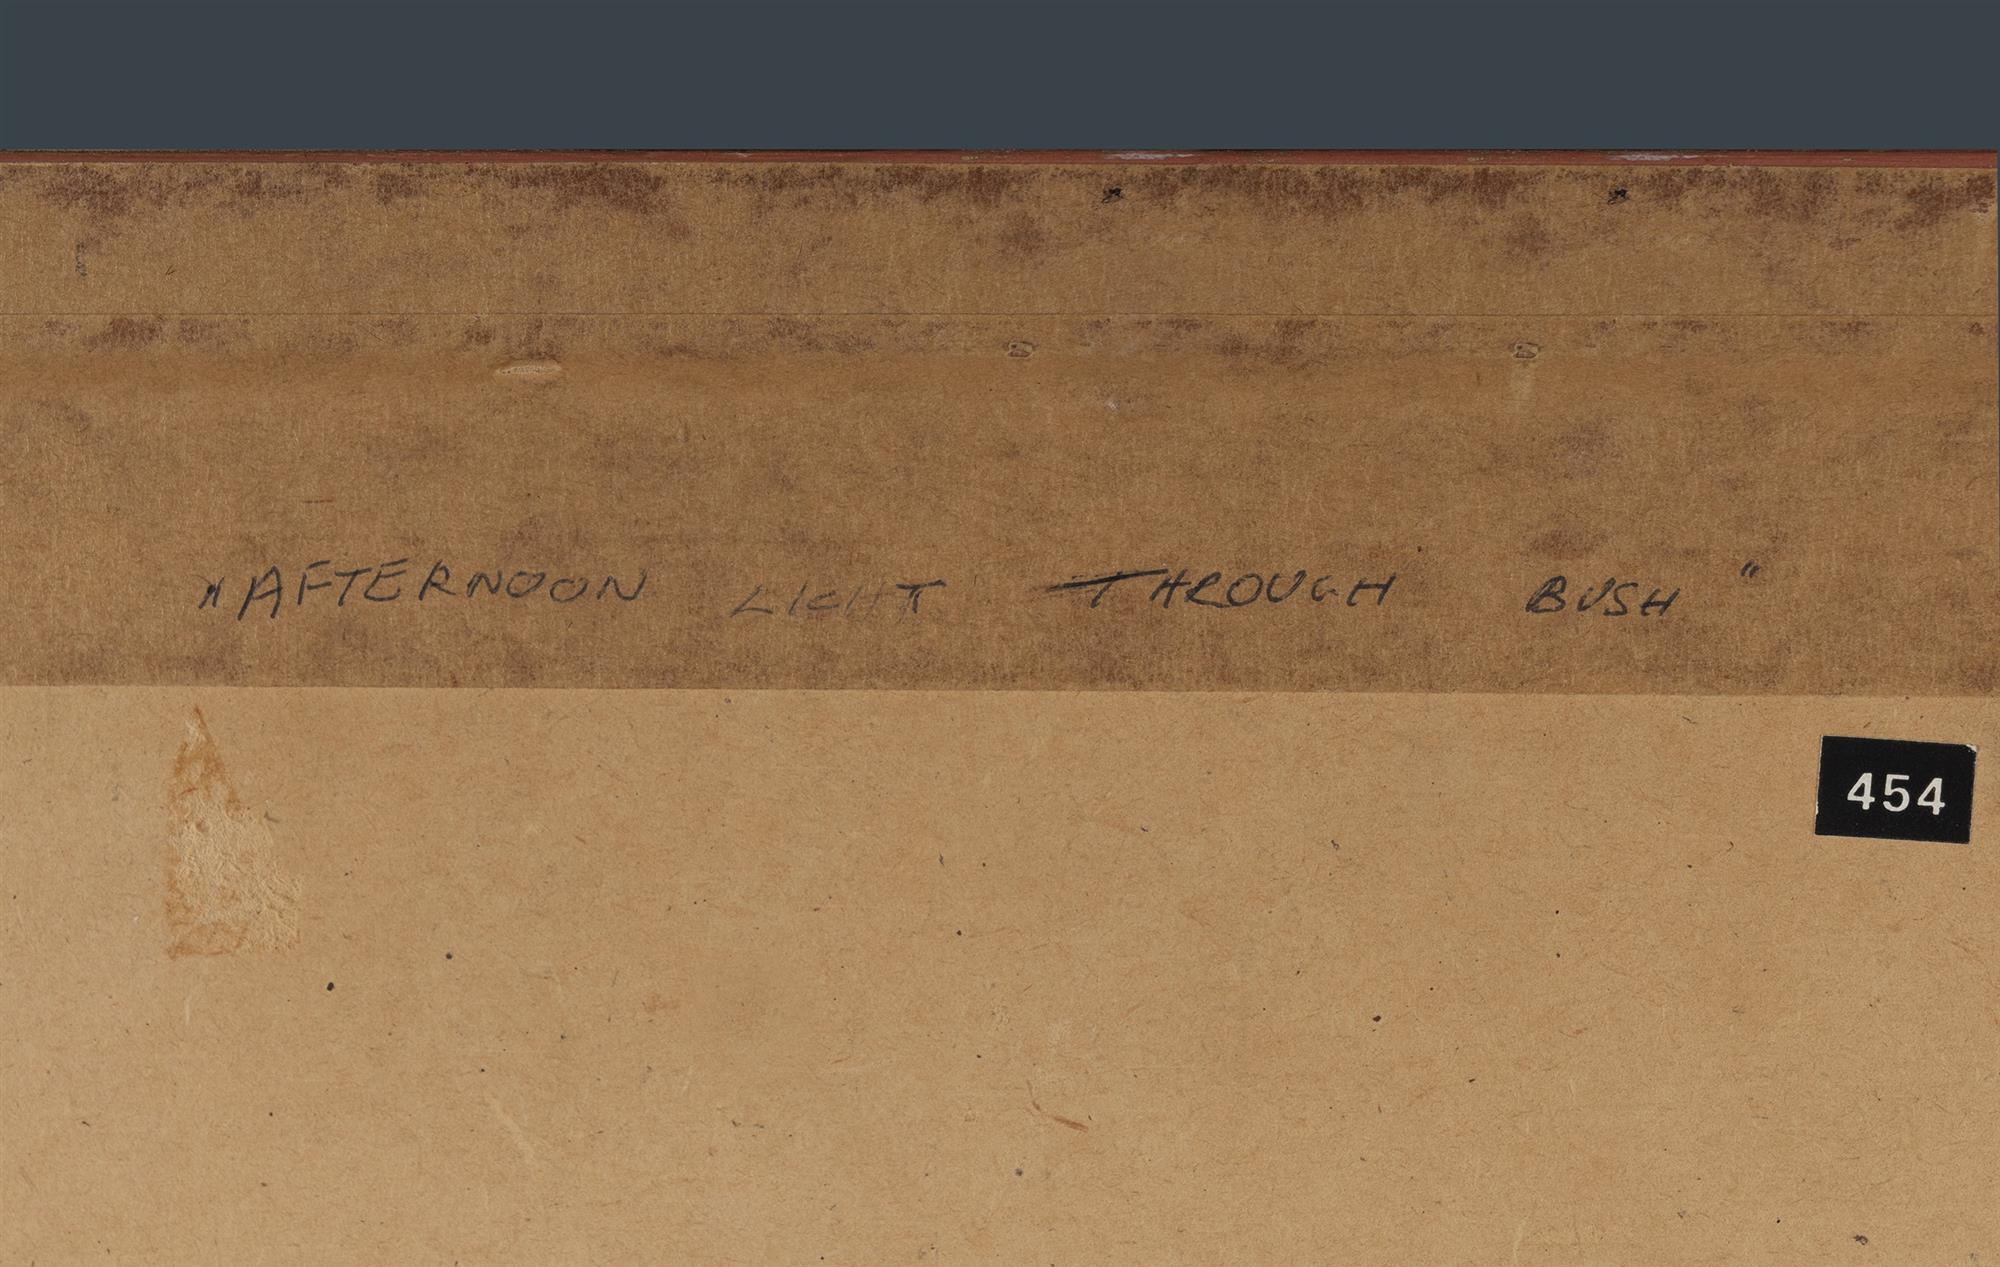 "AFTERNOON LIGHT THROUGH BUSH"
454